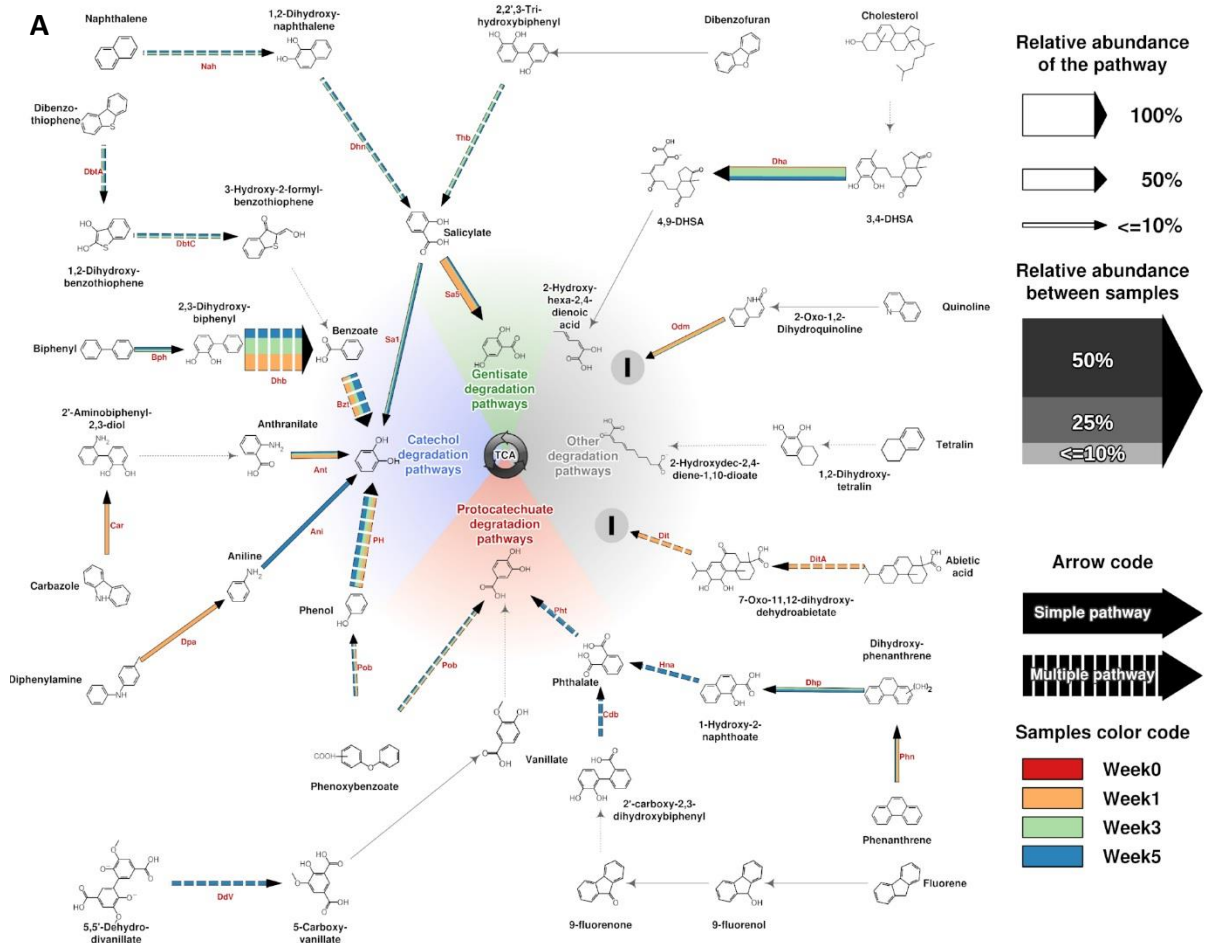 A
Naphthalene
Nah
1,2-Dihydroxy-
naphthalene
2,2',3-Tri-
hydroxybiphenyl
Dibenzofuran
Cholesterol
Dibenzo-
thiophene
DbtA
Dhn
Thb
1,2-Dihydroxy-
benzothiophene
DbtC
3-Hydroxy-2-formyl-
benzothiophene
Salicylate
4,9-DHSA
Dha
3,4-DHSA
Sa5
Sa1
2-Hydroxy-
hexa-2,4-
dienoic
acid
Odm
2-Oxo-1,2-
Dihydroquinoline
Quinoline
Biphenyl
Bph
2,3-Dihydroxy-
biphenyl
Dhb
Benzoate
Bzt
Gentisate
degradation
pathways
I
2'-Aminobiphenyl-
2,3-diol
Anthranilate
Ant
Catechol
degradation
pathways
TCA
Other
degradation
pathways
2-Hydroxydec-2,4-
diene-1,10-dioate
1,2-Dihydroxy-
tetralin
Tetralin
Car
Carbazole
Ani
Aniline
PH
Phenol
Protocatechuate
degratadion
pathways
I
Dit
7-Oxo-11,12-dihydroxy-
dehydroabietate
DitA
Abietic
acid
Dpa
Diphenylamine
Pob
Pob
Pht
Phthalate
Hna
1-Hydroxy-2-
naphthoate
Dhp
Dihydroxy-
phenanthrene
Phenoxybenzoate
Vanillate
Cdb
2'-carboxy-2,3-
dihydroxybiphenyl
Phn
Phenanthrene
5,5'-Dehydro-
divanillate
DdV
5-Carboxy-
vanillate
9-fluorenone
9-fluorenol
Fluorene
Relative abundance
of the pathway
100%
50%
<=10%
Relative abundance
between samples
50%
25%
<=10%
Arrow code
Simple pathway
Multiple pathway
Samples color code
Week0
Week1
Week3
Week5